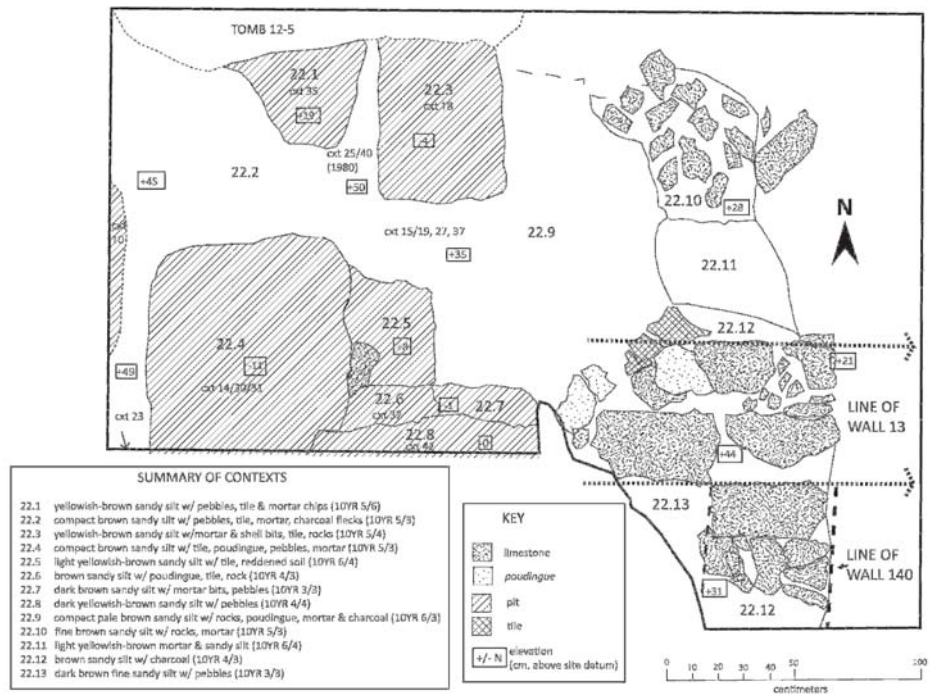 TOMB 12-5
22.1
cxt 35
+39
22.3
cxt 18
cxt 25/40
(1980)
+50
+45
22.2
22.10
+28
N
cxt 15/19, 27, 37
22.9
+35
22.11
22.5
22.12
22.4
+21
+49
22.6
cxt 32
22.7
LINE OF
WALL 13
cxt 23
22.8
+44
22.13
LINE OF
WALL 140
+31
22.12
SUMMARY OF CONTEXTS
22.1 yellowish-brown sandy silt w/ pebbles, tile & mortar chips (10YR 5/6)
22.2 compact brown sandy silt w/ pebbles, tile, mortar, charcoal flecks (10YR 5/3)
22.3 yellowish-brown sandy silt w/mortar & shell bits, tile, rocks (10YR 5/4)
22.4 compact brown sandy silt w/ tile, poudingue, pebbles, mortar (10YR 5/3)
22.5 light yellowish-brown sandy silt w/ tile, reddened soil (10YR 6/4)
22.6 brown sandy silt w/ poudingue, tile, rock (10YR 4/3)
22.7 dark brown sandy silt w/ mortar bits, pebbles (10YR 3/3)
22.8 dark yellowish-brown sandy silt w/ pebbles (10YR 4/4)
22.9 compact pale brown sandy silt w/ rocks, poudingue, mortar & charcoal (10YR 6/3)
22.10 fine brown sandy silt w/ rocks, mortar (10YR 5/3)
22.11 light yellowish-brown mortar & sandy silt (10YR 6/4)
22.12 brown sandy silt w/ charcoal (10YR 4/3)
22.13 dark brown fine sandy silt w/ pebbles (10YR 3/3)
KEY
limestone
poudingue
pit
tile
+/- N elevation
(cm, above site datum)
0 10 20 30 40 50 100
centimeters